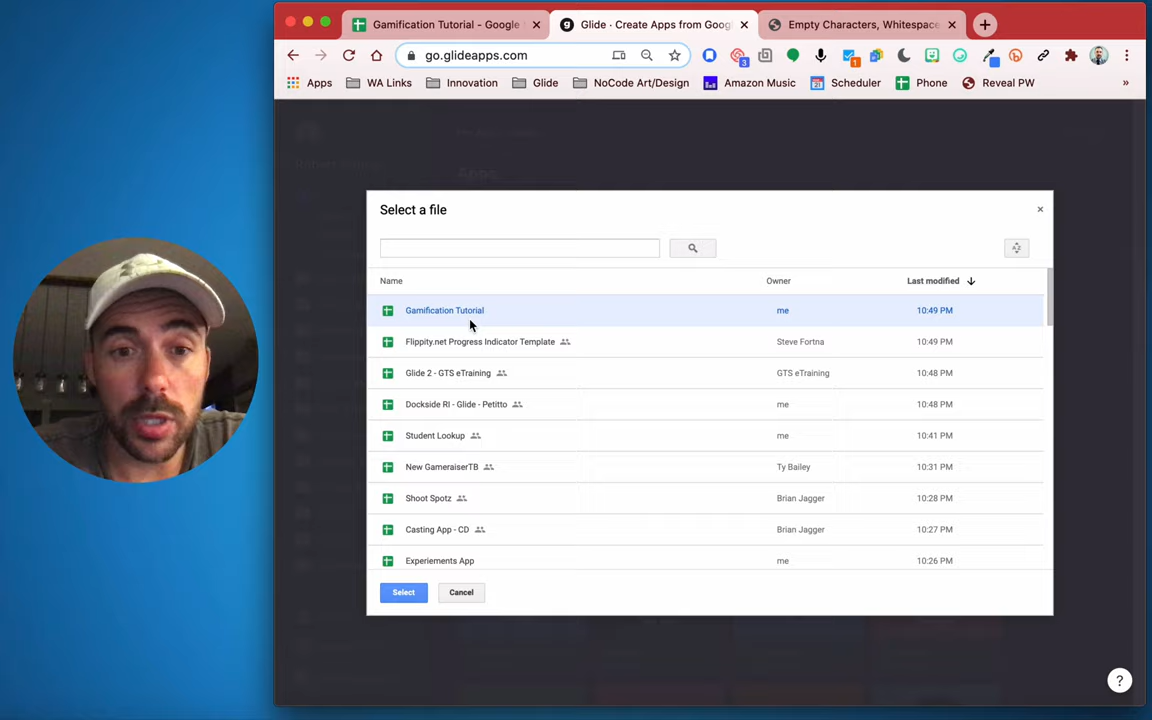 Gamification Tutorial - Google
Glide · Create Apps from Goog
Empty Characters, Whitespace
go.glideapps.com
3
1
Apps
WA Links
Innovation
Glide
NoCode Art/Design
Amazon Music
Scheduler
Phone
Reveal PW
»
Select a file
Name Owner Last modified
Gamification Tutorial me 10:49 PM
Flippity.net Progress Indicator Template Steve Fortna 10:49 PM
Glide 2 - GTS eTraining GTS eTraining 10:48 PM
Dockside RI - Glide - Petitto me 10:48 PM
Student Lookup me 10:41 PM
New GameraiserTB Ty Bailey 10:31 PM
Shoot Spotz Brian Jagger 10:28 PM
Casting App - CD Brian Jagger 10:27 PM
Experiements App me 10:26 PM
Select Cancel
?